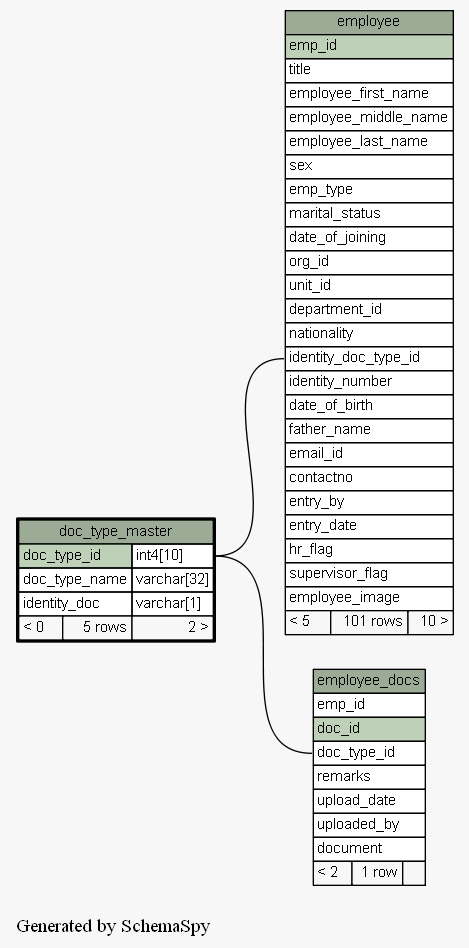 employee
emp_id
title
employee_first_name
employee_middle_name
employee_last_name
sex
emp_type
marital_status
date_of_joining
org_id
unit_id
department_id
nationality
identity_doc_type_id
identity_number
date_of_birth
father_name
email_id
contactno
entry_by
entry_date
hr_flag
supervisor_flag
employee_image
< 5 101 rows 10 >
doc_type_master
doc_type_id int4[10]
doc_type_name varchar[32]
identity_doc varchar[1]
< 0 5 rows 2 >
employee_docs
emp_id
doc_id
doc_type_id
remarks
upload_date
uploaded_by
document
< 2 1 row
Generated by SchemaSpy